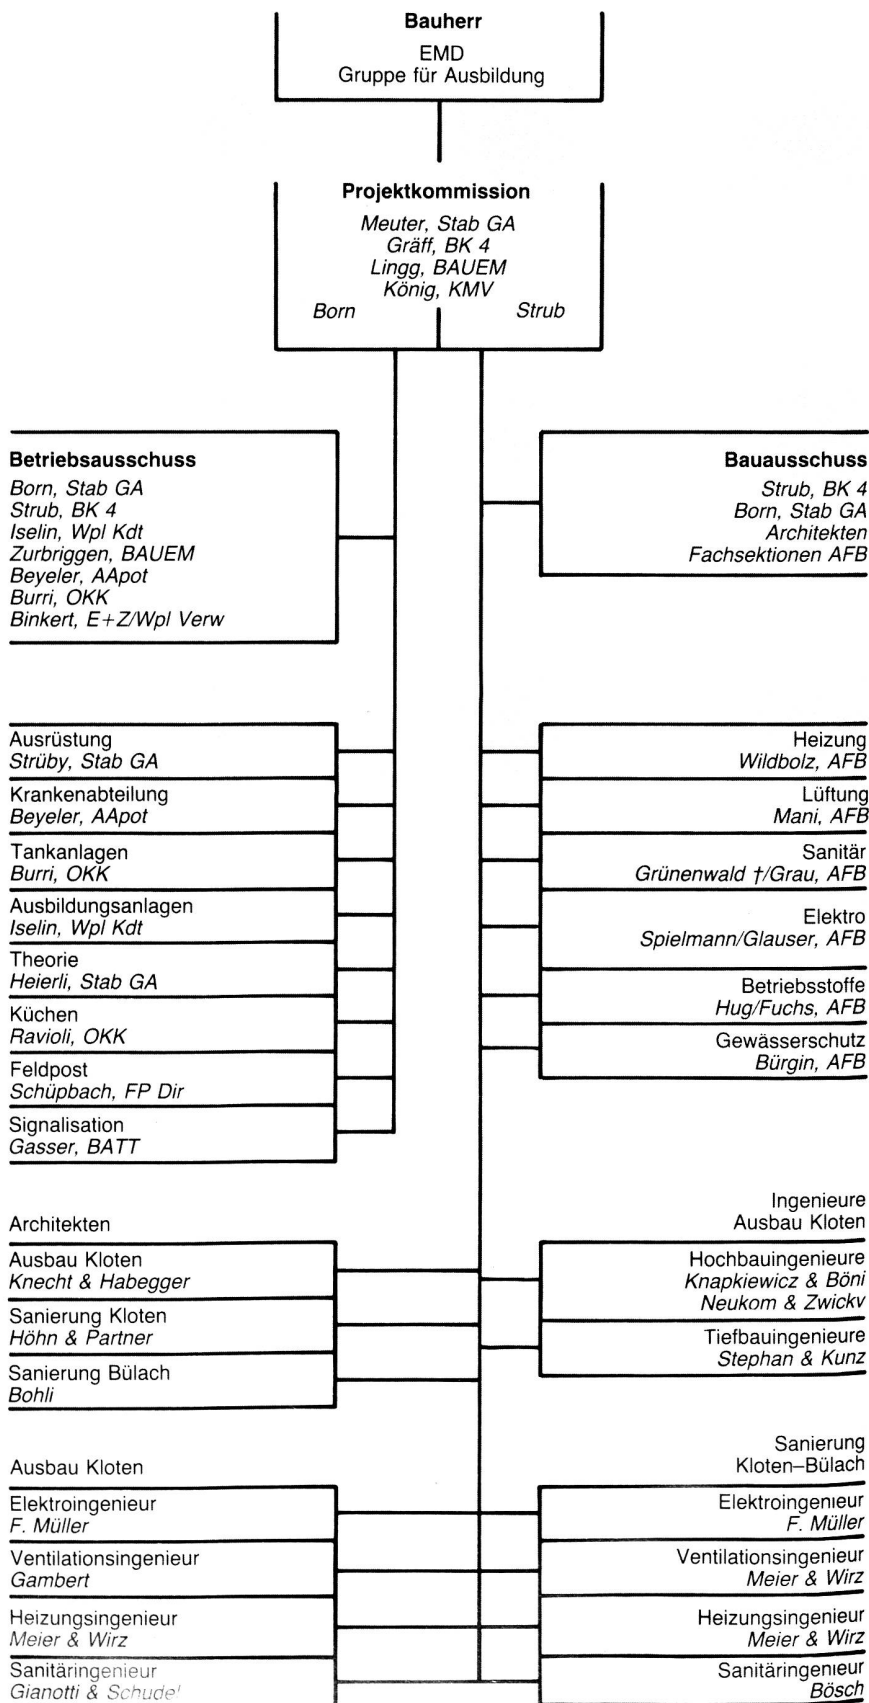 Bauherr
EMD
Gruppe für Ausbildung
Projektkommission
Meuter, Stab GA
Gräff, BK 4
Lingg, BAUEM
König, KMV
Born
Strub
Betriebsausschuss
Born, Stab GA
Strub, BK 4
Iselin, Wpl Kdt
Zurbriggen, BAUEM
Beyeler, AApot
Burri, OKK
Binkert, E+Z/Wpl Verw
Bauausschuss
Strub, BK 4
Born, Stab GA
Architekten
Fachsektionen AFB
Ausrüstung
Strüby, Stab GA
Krankenabteilung
Beyeler, AApot
Tankanlagen
Burri, OKK
Ausbildungsanlagen
Iselin, Wpl Kdt
Theorie
Heierli, Stab GA
Küchen
Ravioli, OKK
Feldpost
Schüpbach, FP Dir
Signalisation
Gasser, BATT
Heizung
Wildbolz, AFB
Lüftung
Mani, AFB
Sanitär
Grünenwald †/Grau, AFB
Elektro
Spielmann/Glauser, AFB
Betriebsstoffe
Hug/Fuchs, AFB
Gewässerschutz
Bürgin, AFB
Architekten
Ausbau Kloten
Knecht & Habegger
Sanierung Kloten
Höhn & Partner
Sanierung Bülach
Bohli
Ingenieure
Ausbau Kloten
Hochbauingenieure
Knapkiewicz & Böni
Neukom & Zwicky
Tiefbauingenieure
Stephan & Kunz
Ausbau Kloten
Elektroingenieur
F. Müller
Ventilationsingenieur
Gambert
Heizungsingenieur
Meier & Wirz
Sanitäringenieur
Gianotti & Schudel
Sanierung
Kloten–Bülach
Elektroingenieur
F. Müller
Ventilationsingenieur
Meier & Wirz
Heizungsingenieur
Meier & Wirz
Sanitäringenieur
Bösch